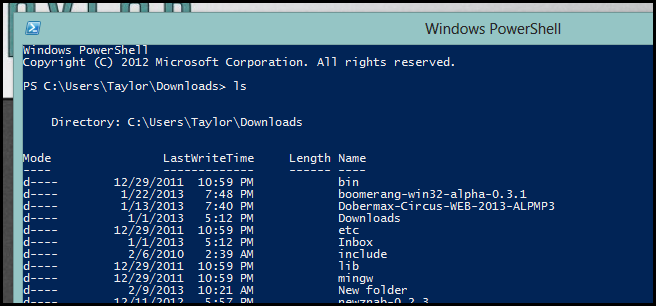 Windows PowerShell
Windows PowerShell
Copyright (C) 2012 Microsoft Corporation. All rights reserved.
PS C:\Users\Taylor\Downloads> ls
Directory: C:\Users\Taylor\Downloads
Mode LastWriteTime Length Name
---- ------------- ------ ----
d---- 12/29/2011 10:59 PM bin
d---- 1/22/2013 7:48 PM boomerang-win32-alpha-0.3.1
d---- 1/13/2013 7:40 PM Dobermax-Circus-WEB-2013-ALPMP3
d---- 1/1/2013 5:12 PM Downloads
d---- 12/29/2011 10:59 PM etc
d---- 1/1/2013 5:12 PM Inbox
d---- 2/6/2010 2:39 AM include
d---- 12/29/2011 10:59 PM lib
d---- 12/29/2011 10:59 PM mingw
d---- 2/9/2013 10:21 AM New folder
d---- 12/11/2012 5:57 PM newznab-0.2.3